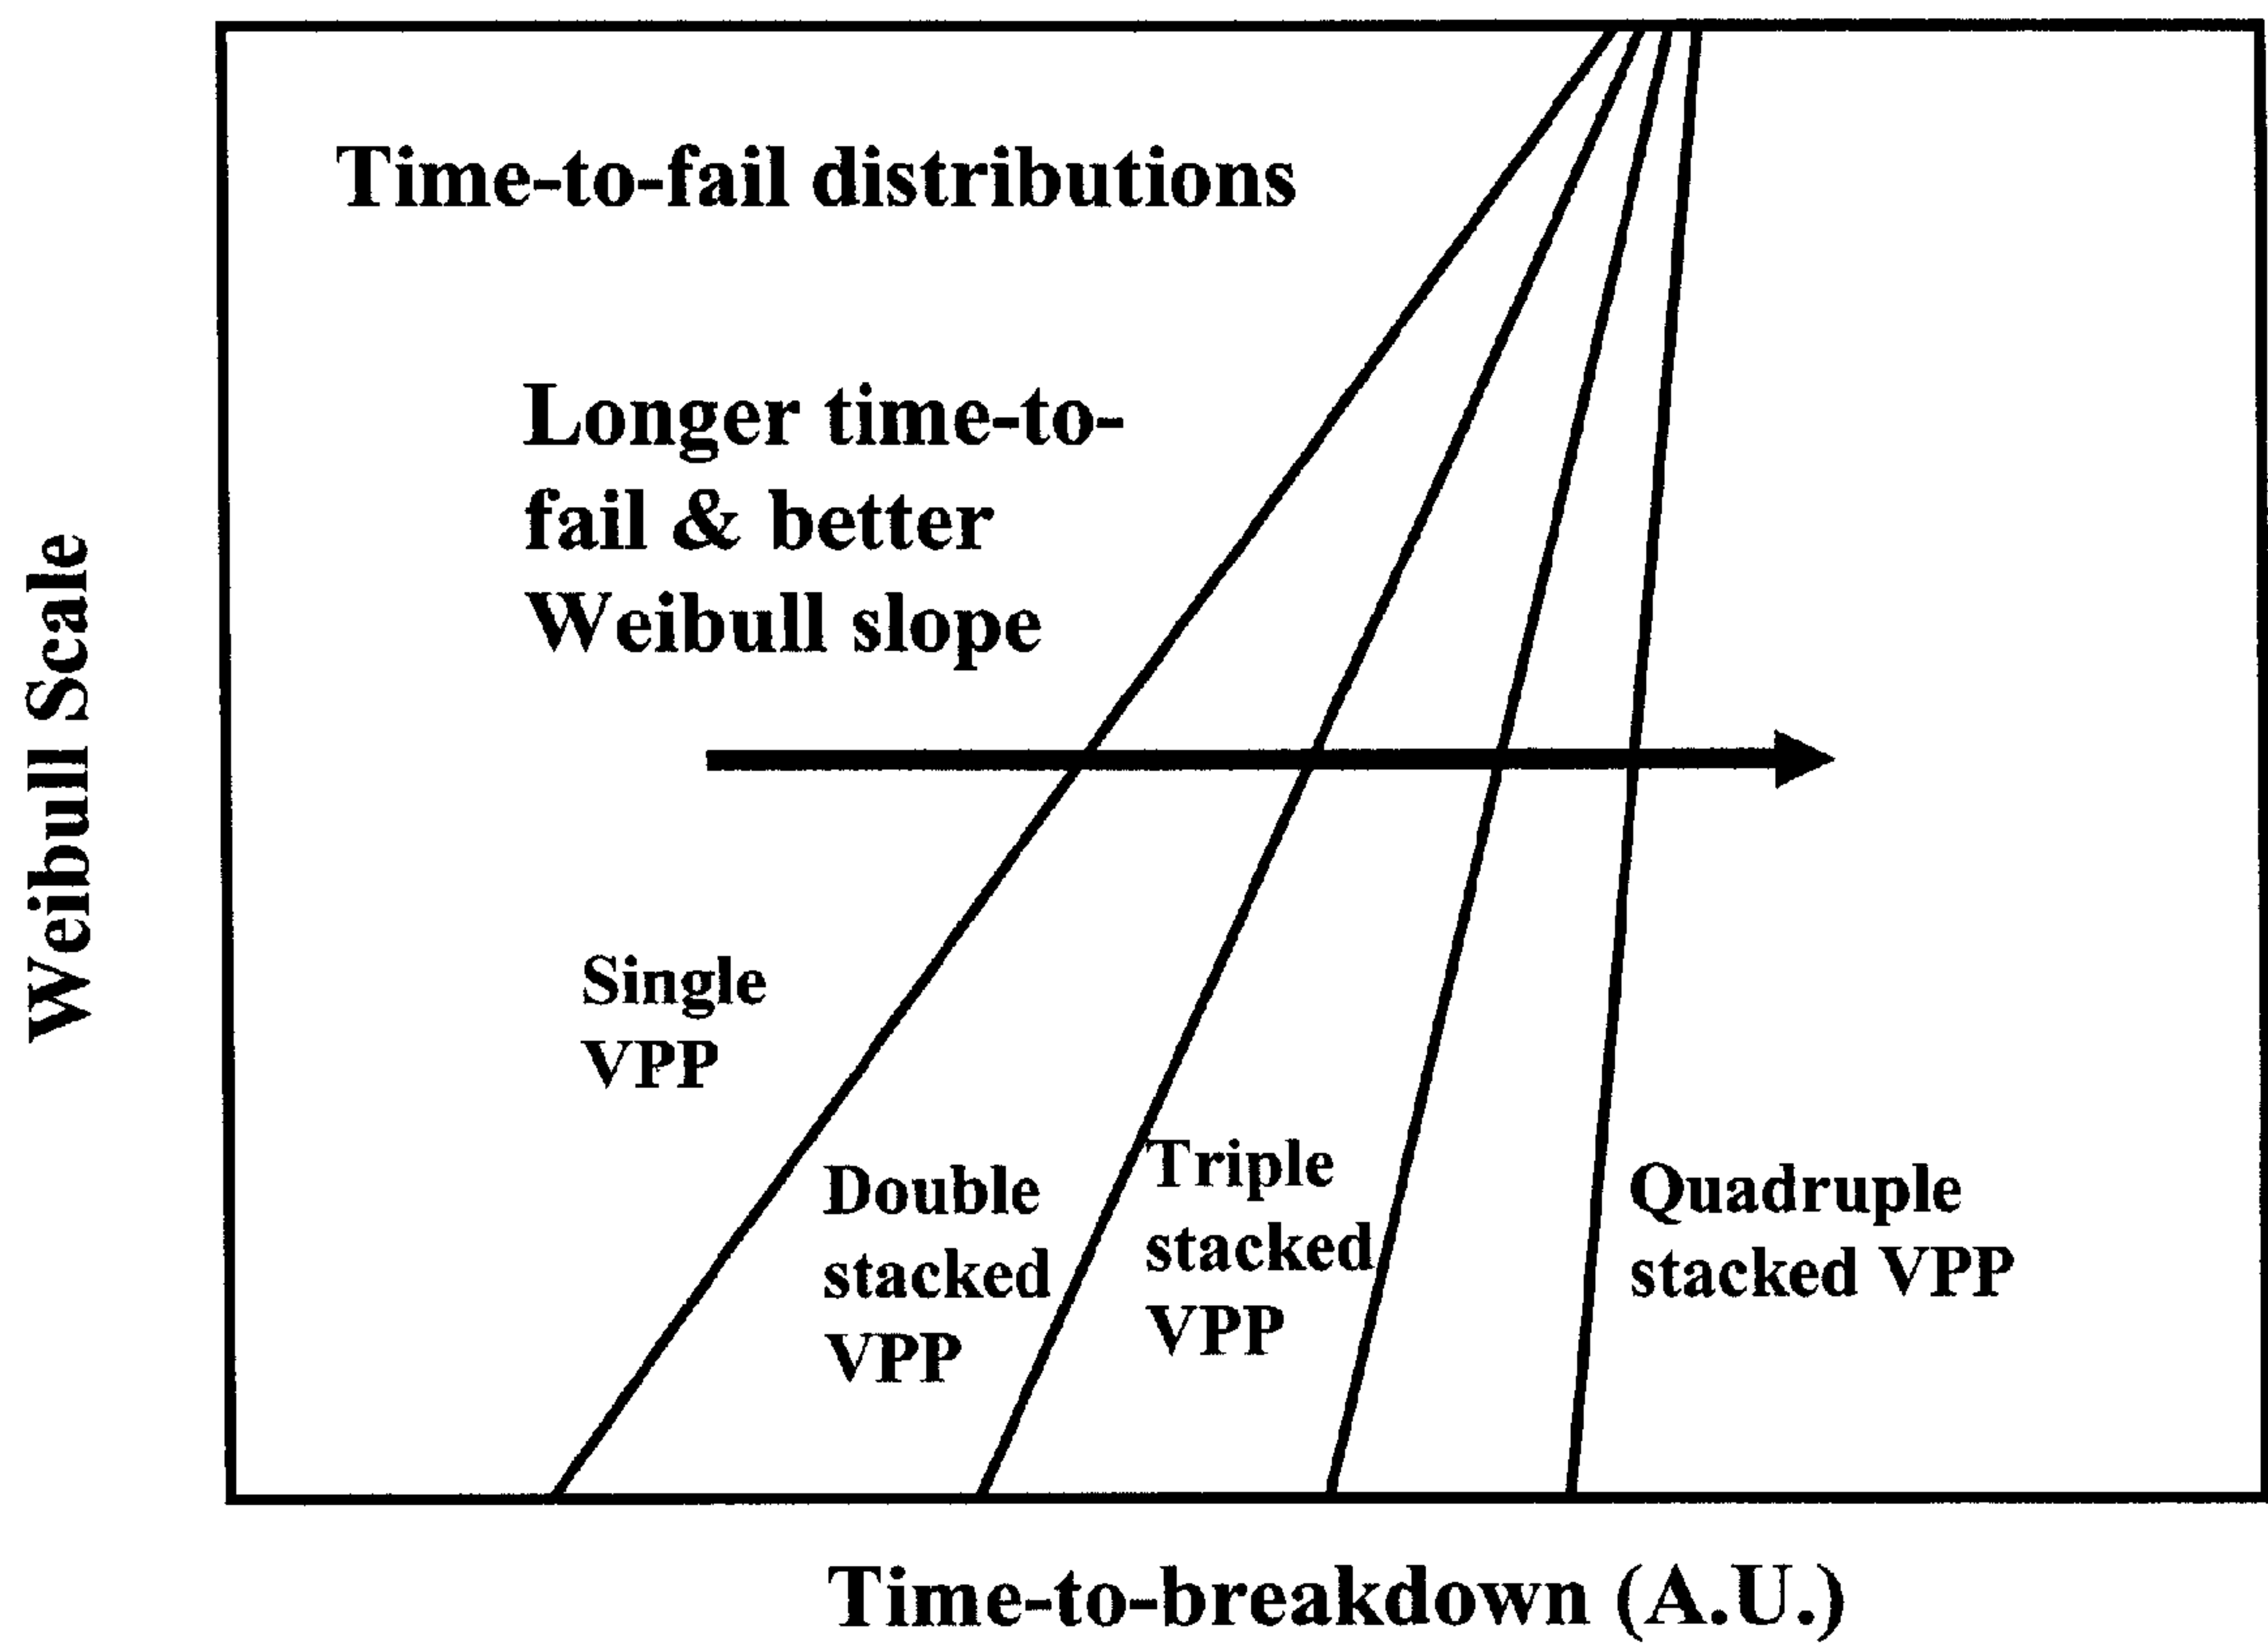 Time-to-fail distributions
Longer time-to-
fail & better
Weibull slope
Weibull Scale
Single
VPP
Double
stacked
VPP
Triple
stacked
VPP
Quadruple
stacked VPP
Time-to-breakdown (A.U.)